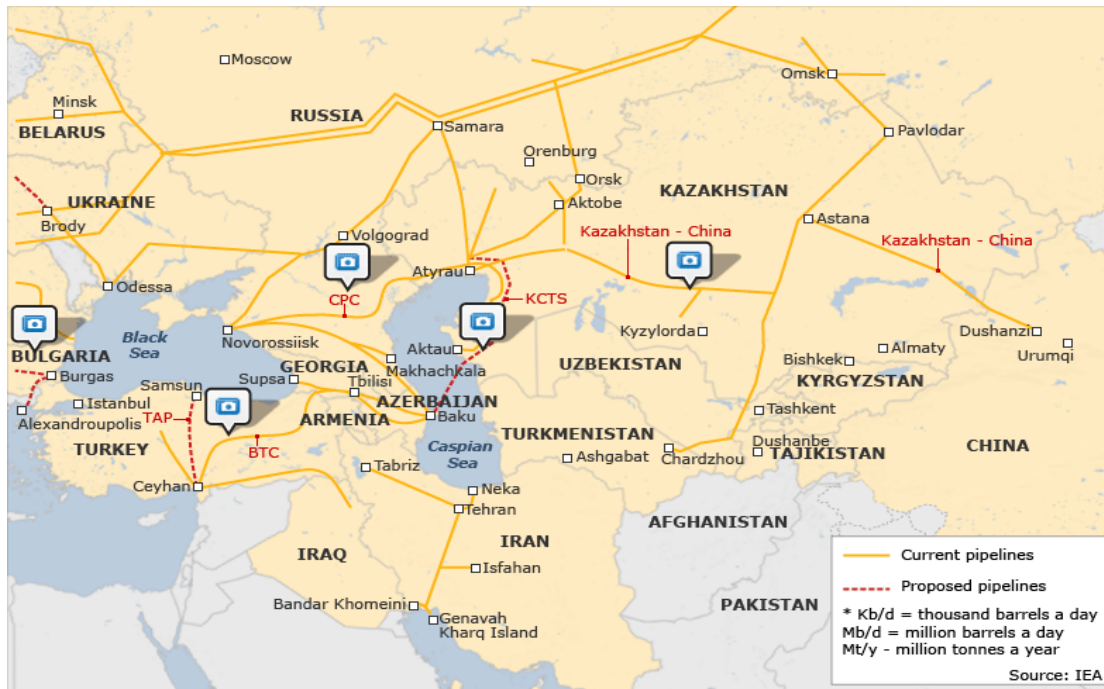 Moscow
Omsk
Minsk
BELARUS
RUSSIA
Samara
Pavlodar
Orenburg
Orsk
KAZAKHSTAN
UKRAINE
Aktobe
Brody
Astana
Volgograd
Kazakhstan - China
Kazakhstan - China
Atyrau
Odessa
CPC
KCTS
Black
Sea
Novorossiisk
Kyzylorda
Dushanzi
Urumqi
BULGARIA
Aktau
Makhachkala
UZBEKISTAN
Bishkek
Almaty
GEORGIA
Burgas
Samsun
Supsa
Tbilisi
KYRGYZSTAN
Istanbul
AZERBAIJAN
Baku
Alexandroupolis
TAP
ARMENIA
Tashkent
TURKEY
BTC
Caspian
Sea
TURKMENISTAN
Chardzhou
Dushanbe
TAJIKISTAN
CHINA
Ashgabat
Tabriz
Ceyhan
Neka
Tehran
AFGHANISTAN
IRAQ
IRAN
Isfahan
Bandar Khomeini
Genavah
Kharq Island
PAKISTAN
Current pipelines
Proposed pipelines
* Kb/d = thousand barrels a day
Mb/d = million barrels a day
Mt/y - million tonnes a year
Source: IEA